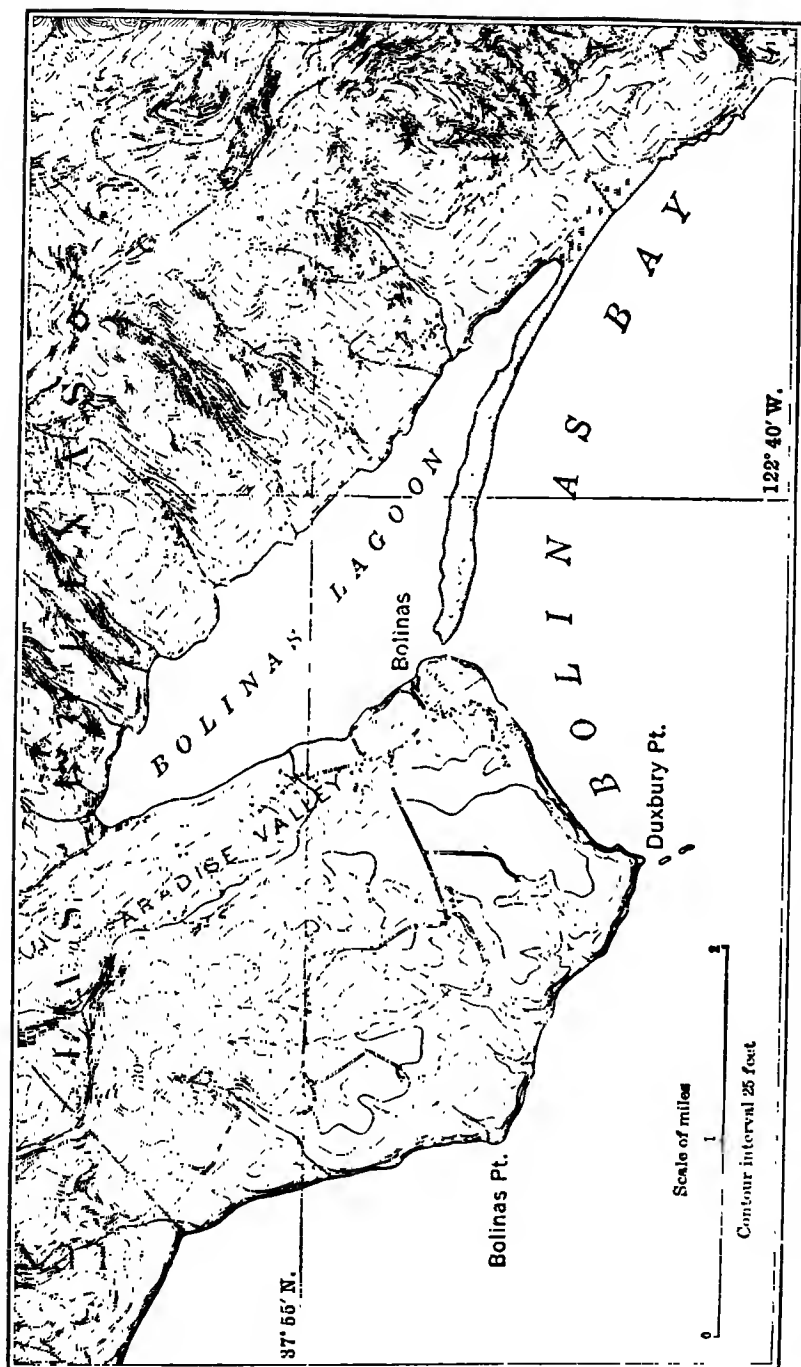 BOLINAS LAGOON
BOLINAS BAY
Bolinas
PARADISE VALLEY
Duxbury Pt.
Bolinas Pt.
37° 55′ N.
122° 40′ W.
Scale of miles
0 1 2
Contour interval 25 feet